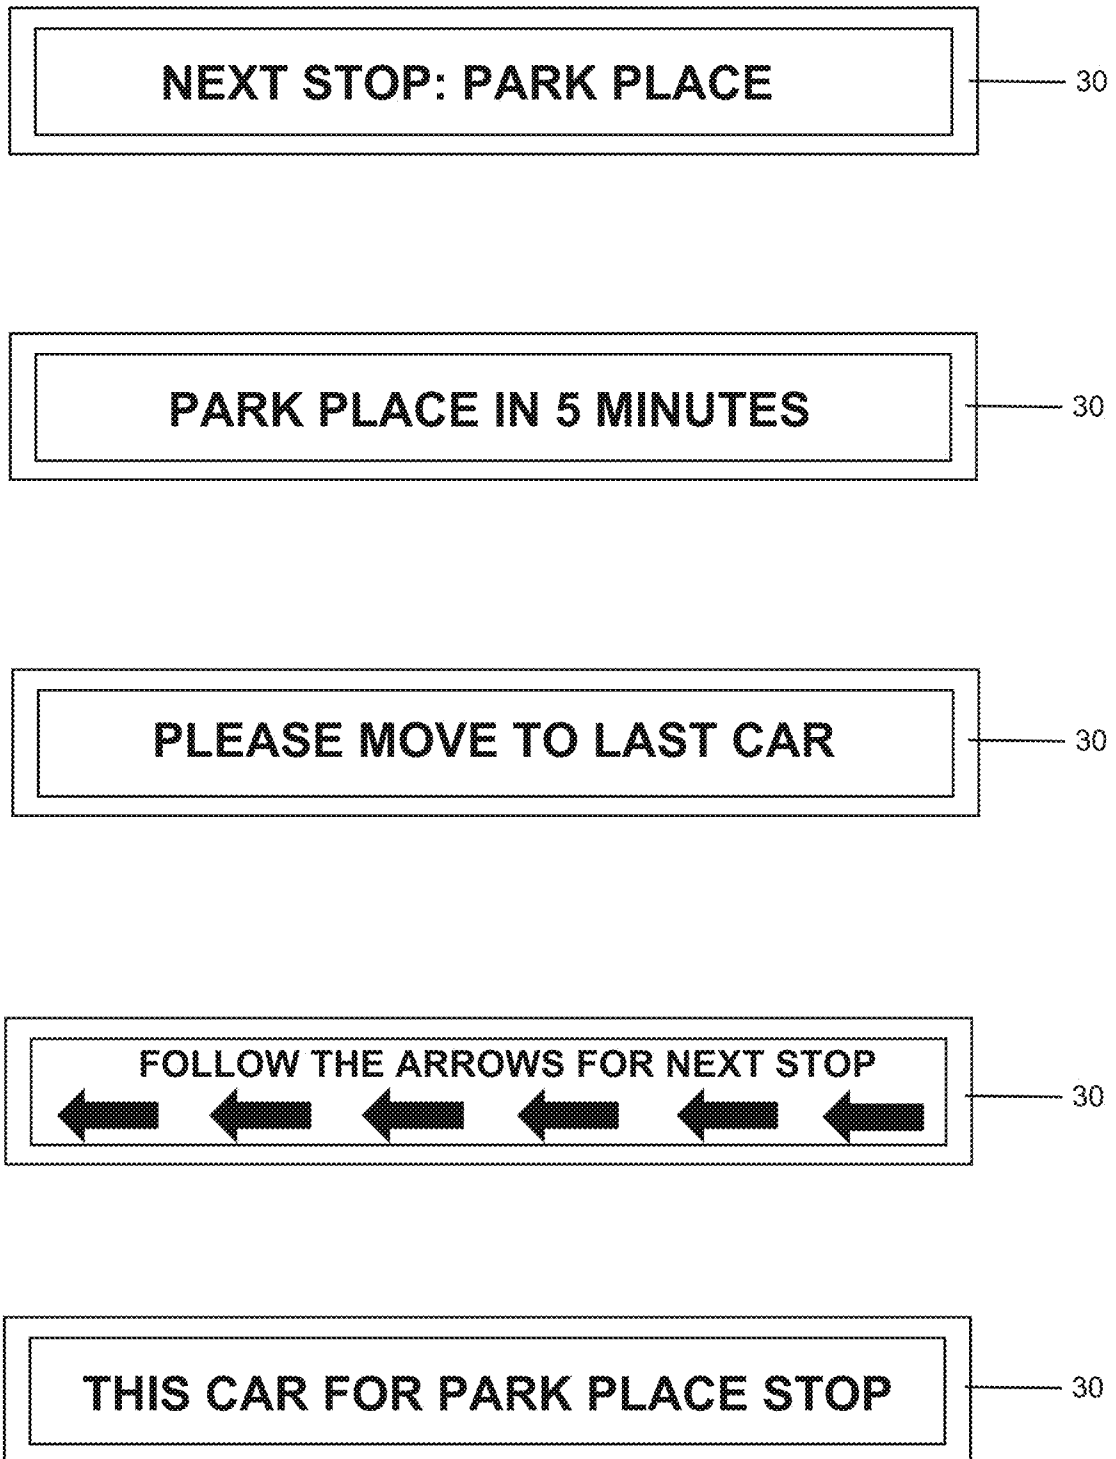 NEXT STOP: PARK PLACE
30
PARK PLACE IN 5 MINUTES
30
PLEASE MOVE TO LAST CAR
30
FOLLOW THE ARROWS FOR NEXT STOP
30
THIS CAR FOR PARK PLACE STOP
30